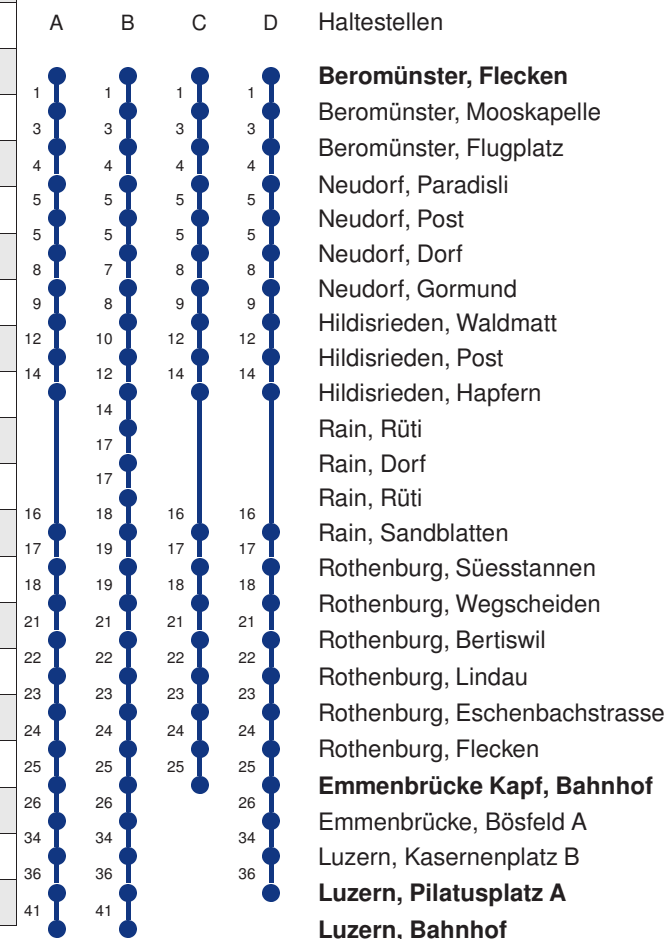 A B C D Haltestellen
Beromünster, Flecken
1 1 1 1
Beromünster, Mooskapelle
3 3 3 3
Beromünster, Flugplatz
4 4 4 4
Neudorf, Paradisli
5 5 5 5
Neudorf, Post
5 5 5 5
Neudorf, Dorf
8 7 8 8
Neudorf, Gormund
9 8 9 9
Hildisrieden, Waldmatt
12 10 12 12
Hildisrieden, Post
14 12 14 14
Hildisrieden, Hapfern
14
Rain, Rüti
17
Rain, Dorf
17
Rain, Rüti
16 18 16 16
Rain, Sandblatten
17 19 17 17
Rothenburg, Süesstannen
18 19 18 18
Rothenburg, Wegscheiden
21 21 21 21
Rothenburg, Bertiswil
22 22 22 22
Rothenburg, Lindau
23 23 23 23
Rothenburg, Eschenbachstrasse
24 24 24 24
Rothenburg, Flecken
25 25 25 25
Emmenbrücke Kapf, Bahnhof
26 26 26
Emmenbrücke, Bösfeld A
34 34 34
Luzern, Kasernenplatz B
36 36 36
Luzern, Pilatusplatz A
41 41
Luzern, Bahnhof